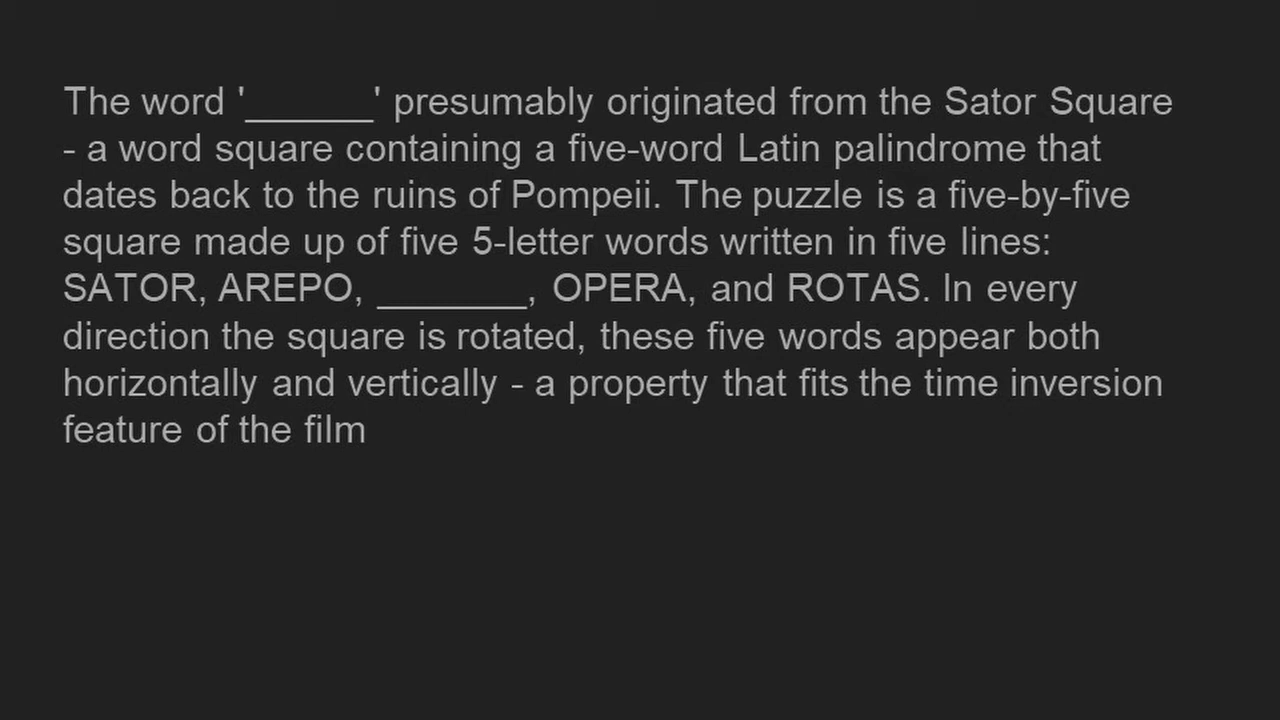 The word '______' presumably originated from the Sator Square
- a word square containing a five-word Latin palindrome that
dates back to the ruins of Pompeii. The puzzle is a five-by-five
square made up of five 5-letter words written in five lines:
SATOR, AREPO, _______, OPERA, and ROTAS. In every
direction the square is rotated, these five words appear both
horizontally and vertically - a property that fits the time inversion
feature of the film